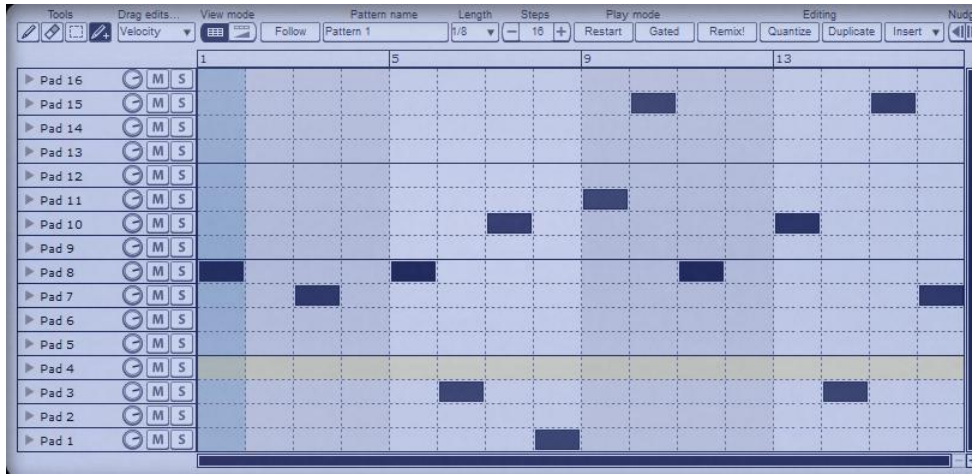 Tools Drag edits... View mode Pattern name Length Steps Play mode Editing
Velocity Follow Pattern 1 1/8 16 Restart Gated Remix! Quantize Duplicate Insert
1 5 9 13
Pad 16 M S
Pad 15 M S
Pad 14 M S
Pad 13 M S
Pad 12 M S
Pad 11 M S
Pad 10 M S
Pad 9 M S
Pad 8 M S
Pad 7 M S
Pad 6 M S
Pad 5 M S
Pad 4 M S
Pad 3 M S
Pad 2 M S
Pad 1 M S